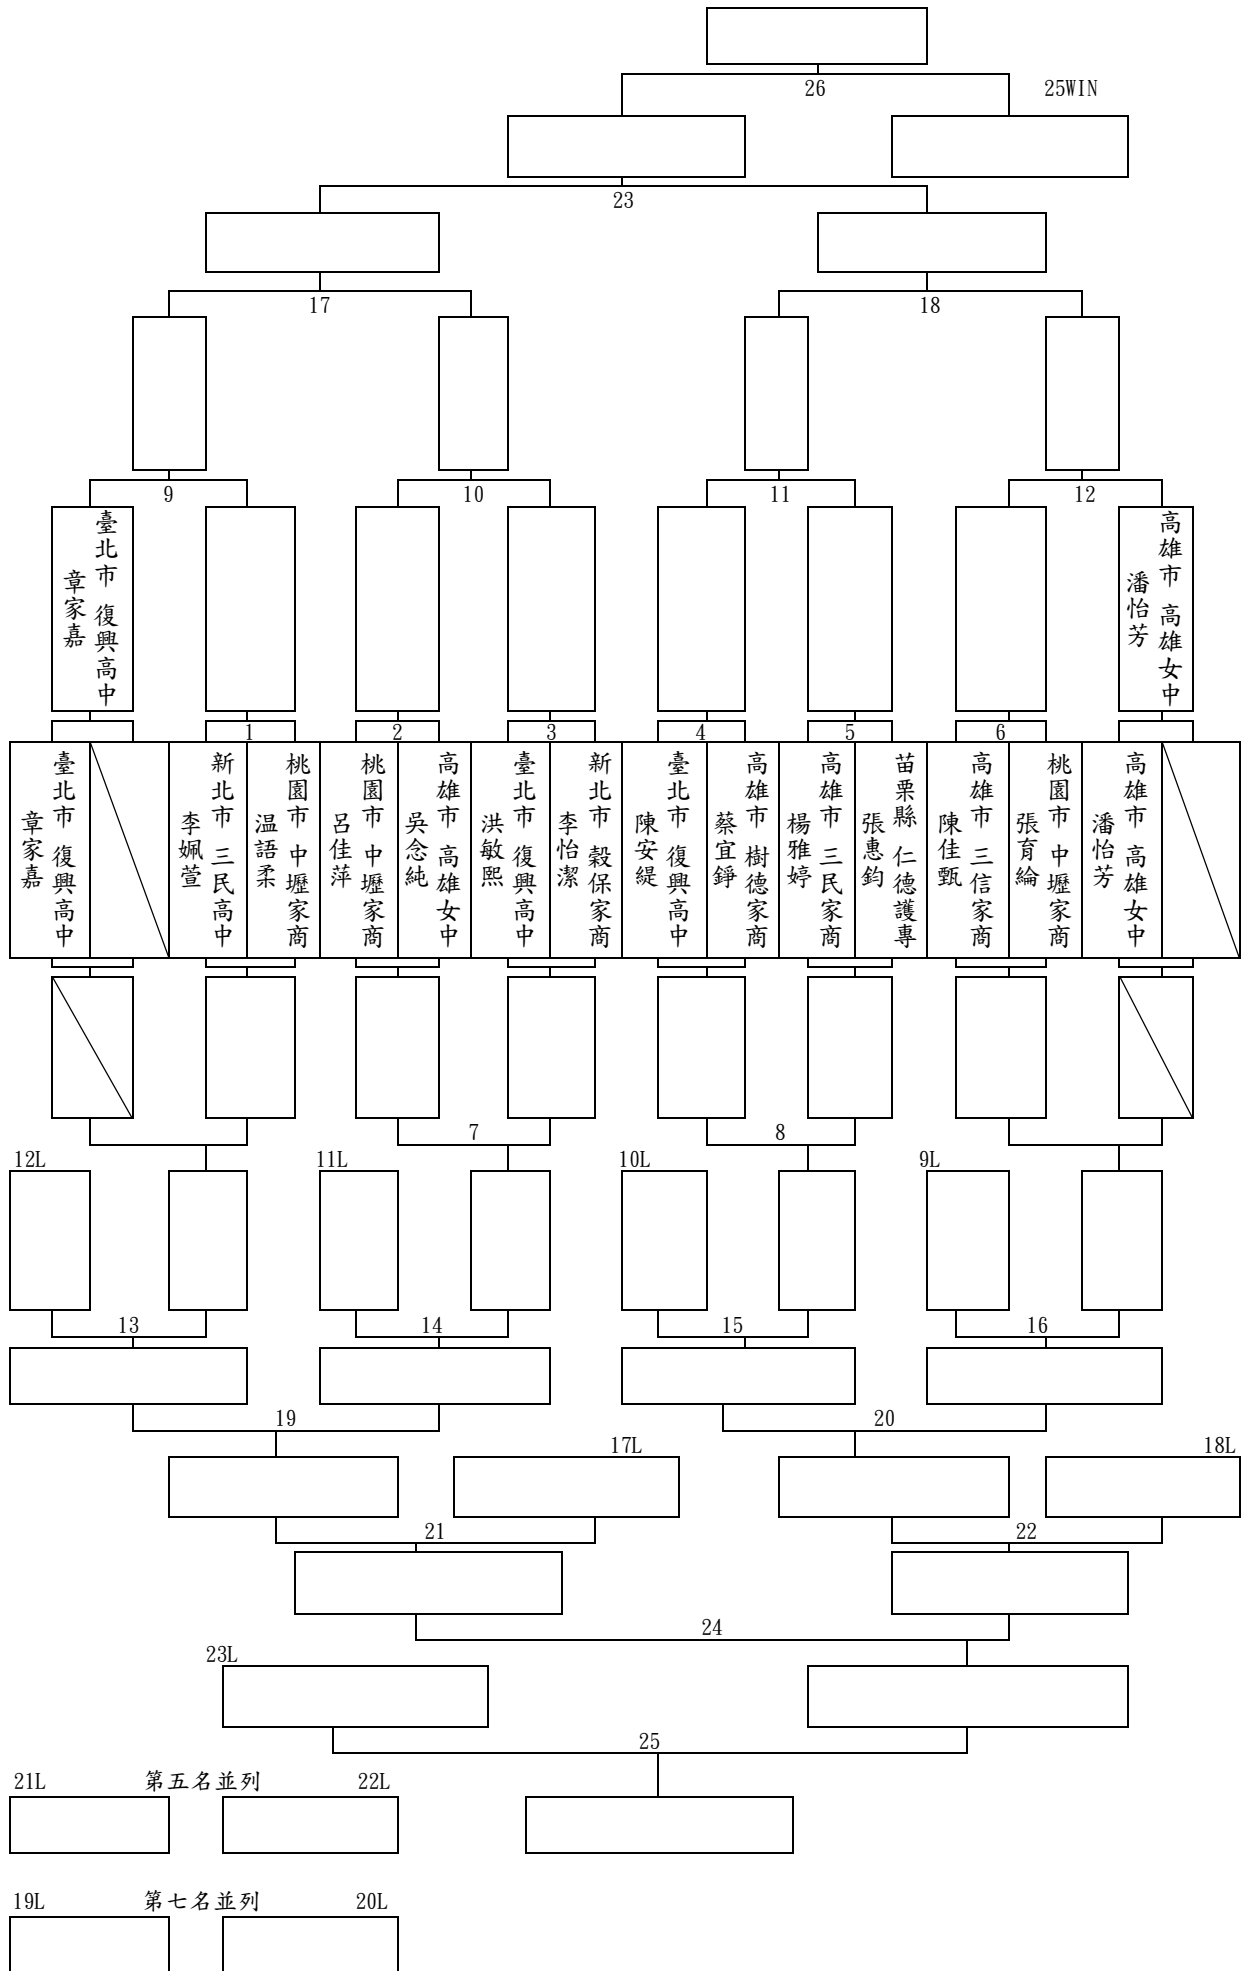 26
25WIN
23
17
18
9
10
11
12
臺北市 復興高中
章家嘉
高雄市 高雄女中
潘怡芳
1
2
3
4
5
6
臺北市 復興高中
章家嘉
新北市 三民高中
李姵萱
桃園市 中壢家商
温語柔
桃園市 中壢家商
呂佳萍
高雄市 高雄女中
吳念純
臺北市 復興高中
洪敏熙
新北市 穀保家商
李怡潔
臺北市 復興高中
陳安緹
高雄市 樹德家商
蔡宜錚
高雄市 三民家商
楊雅婷
苗栗縣 仁德護專
張惠鈞
高雄市 三信家商
陳佳甄
桃園市 中壢家商
張育綸
高雄市 高雄女中
潘怡芳
7
8
12L
11L
10L
9L
13
14
15
16
19
20
17L
18L
21
22
24
23L
25
21L
第五名並列
22L
19L
第七名並列
20L